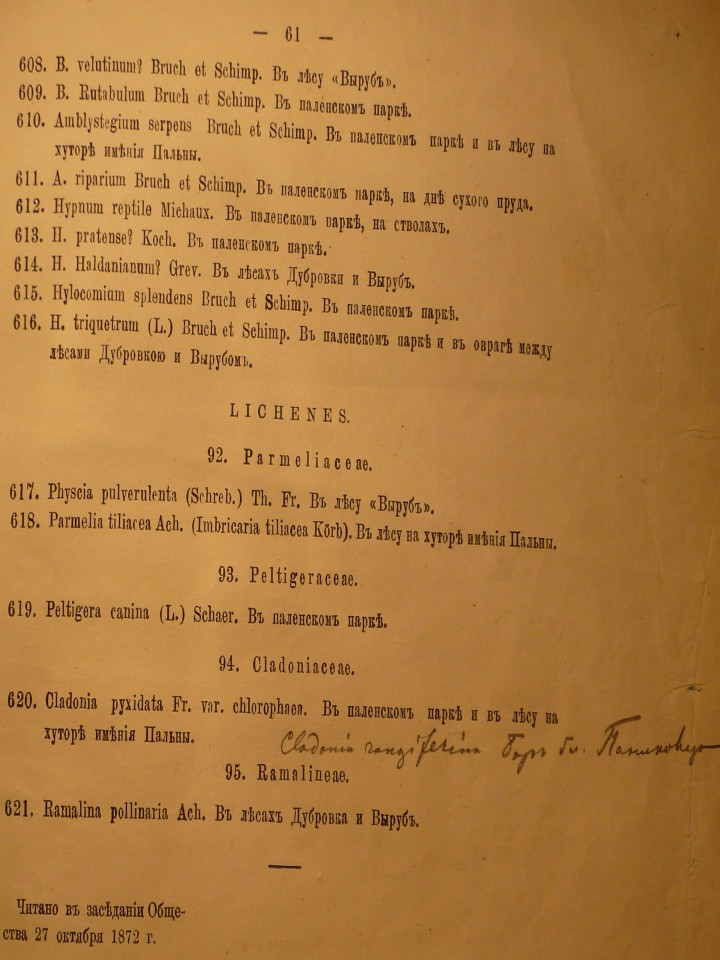 — 61 —
608. B. velutinum? Bruch et Schimp. Въ лѣсу «Вырубъ».
609. B. Rutabulum Bruch et Schimp. Въ паленскомъ паркѣ.
610. Amblystegium serpens Bruch et Schimp. Въ паленскомъ паркѣ и въ лѣсу на
хуторѣ имѣнія Пальны.
611. A. riparium Bruch et Schimp. Въ паленскомъ паркѣ, на днѣ сухого пруда.
612. Hypnum reptile Michaux. Въ паленскомъ паркѣ, на стволахъ.
613. H. pratense? Koch. Въ паленскомъ паркѣ.
614. H. Haldanianum? Grev. Въ лѣсахъ Дубровки и Вырубъ.
615. Hylocomium splendens Bruch et Schimp. Въ паленскомъ паркѣ.
616. H. triquetrum (L.) Bruch et Schimp. Въ паленскомъ паркѣ и въ оврагѣ между
лѣсами Дубровкою и Вырубомъ.
LICHENES.
92. Parmeliaceae.
617. Physcia pulverulenta (Schreb.) Th. Fr. Въ лѣсу «Вырубъ».
618. Parmelia tiliacea Ach. (Imbricaria tiliacea Körb). Въ лѣсу на хуторѣ имѣнія Пальны.
93. Peltigeraceae.
619. Peltigera canina (L.) Schaer. Въ паленскомъ паркѣ.
94. Cladoniaceae.
620. Cladonia pyxidata Fr. var. chlorophaea. Въ паленскомъ паркѣ и въ лѣсу на
хуторѣ имѣнія Пальны.
Cladonia rangiferina Боръ бл.
95. Ramalineae.
621. Ramalina pollinaria Ach. Въ лѣсахъ Дубровка и Вырубъ.
Читано въ засѣданіи Обще-
ства 27 октября 1872 г.